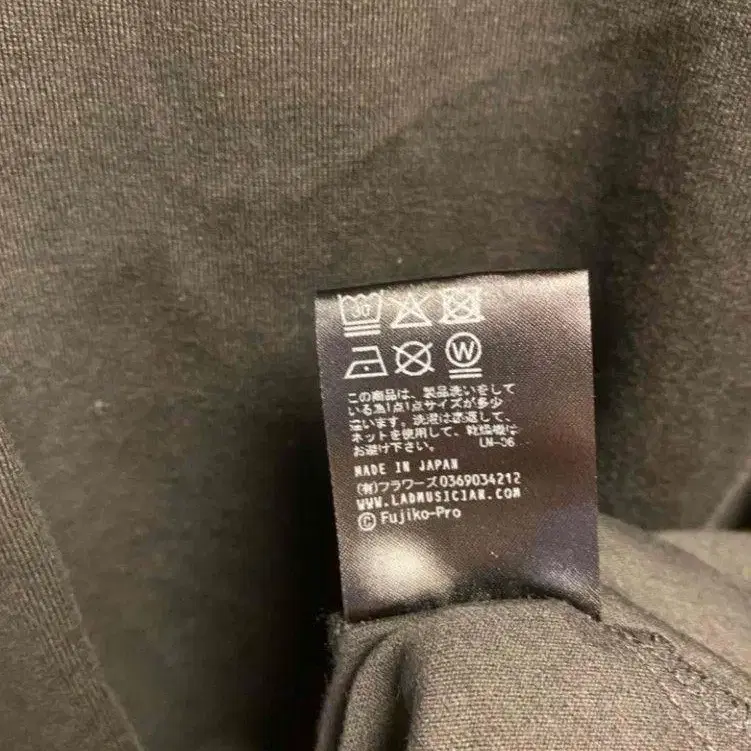 30
W
この商品は、製品洗いをして
いる為1点1点サイズが多少
違います。洗濯は裏返して、
ネットを使用して、乾燥機は
お避け下さい。 LN-06
MADE IN JAPAN
(有)フラワーズ0369034212
WWW.LADMUSICIAN.COM
© Fujiko-Pro